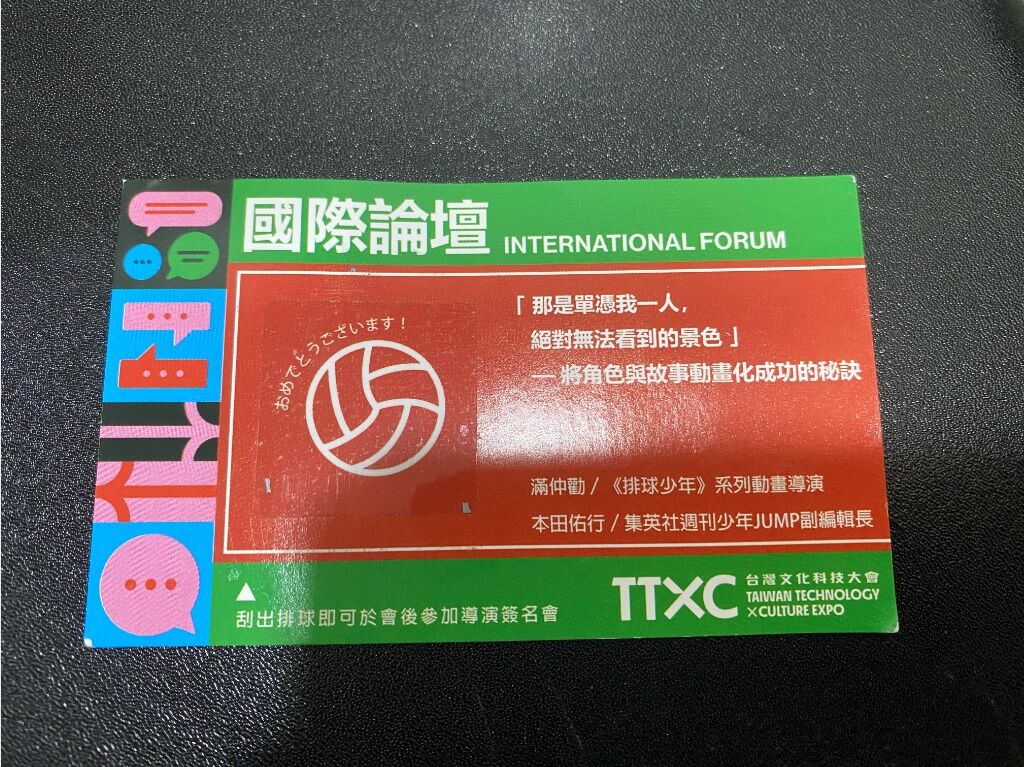 國際論壇 INTERNATIONAL FORUM
おめでとうございます！
「那是單憑我一人，
絕對無法看到的景色」
— 將角色與故事動畫化成功的秘訣
滿仲勸 / 《排球少年》系列動畫導演
本田佑行 / 集英社週刊少年JUMP副編輯長
▲
刮出排球即可於會後參加導演簽名會
TTXC 台灣文化科技大會
TAIWAN TECHNOLOGY
×CULTURE EXPO